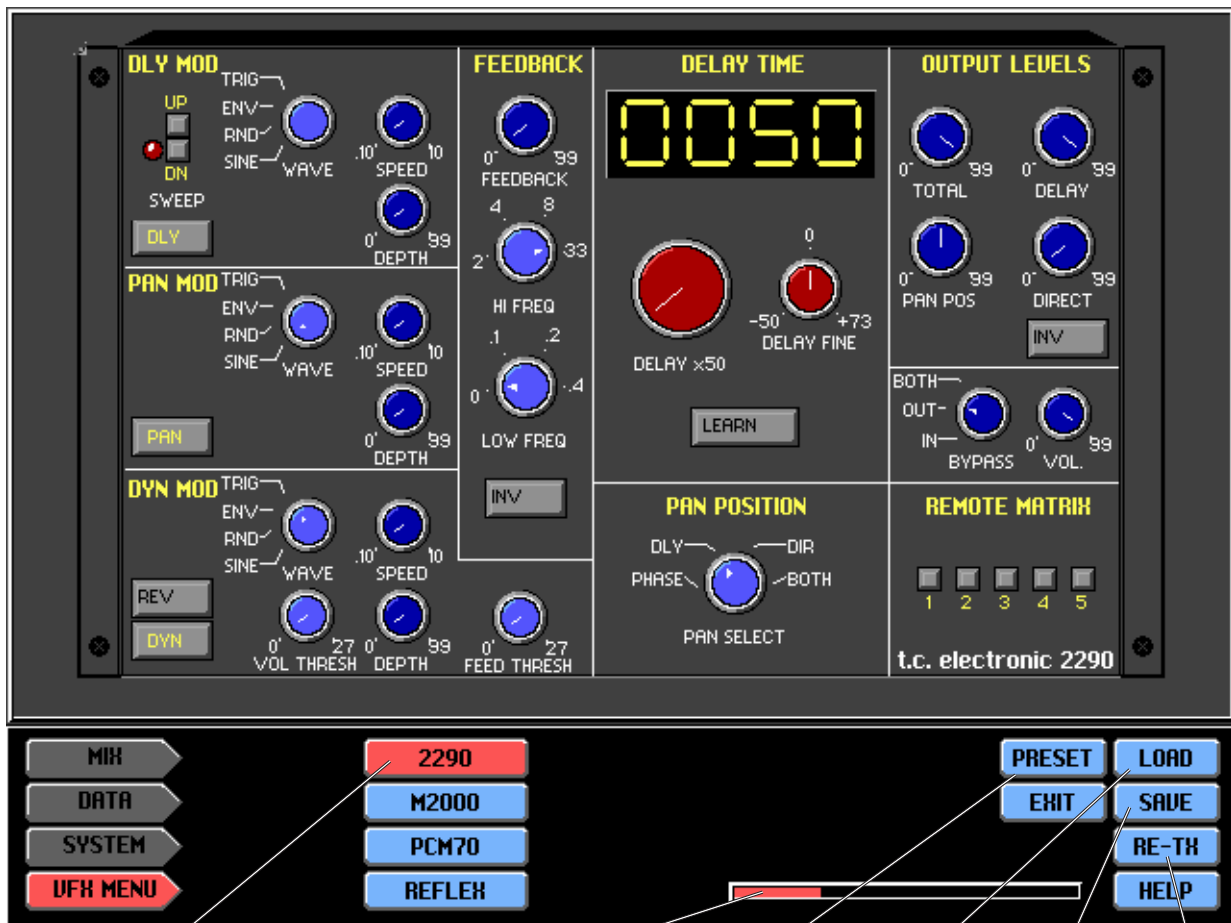 DLY MOD
TRIG
ENV
RND
SINE
WAVE
UP
DN
SWEEP
DLY
.10 10
SPEED
0 99
DEPTH
PAN MOD
TRIG
ENV
RND
SINE
WAVE
.10 10
SPEED
PAN
0 99
DEPTH
DYN MOD
TRIG
ENV
RND
SINE
WAVE
.10 10
SPEED
REV
DYN
0 27
VOL THRESH
0 99
DEPTH
FEEDBACK
0 99
FEEDBACK
4 8
2 33
HI FREQ
.1 .2
0 .4
LOW FREQ
INV
0 27
FEED THRESH
DELAY TIME
0050
DELAY x50
0
-50 +73
DELAY FINE
LEARN
PAN POSITION
DLY DIR
PHASE BOTH
PAN SELECT
OUTPUT LEVELS
0 99
TOTAL
0 99
DELAY
0 99
PAN POS
0 99
DIRECT
INV
BOTH
OUT
IN
BYPASS
0 99
VOL.
REMOTE MATRIX
1 2 3 4 5
t.c. electronic 2290
MIX
DATA
SYSTEM
VFX MENU
2290
M2000
PCM70
REFLEX
PRESET LOAD
EXIT SAVE
RE-TX
HELP